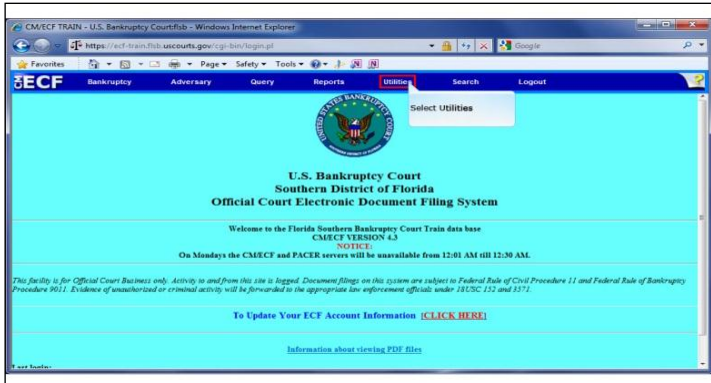 CM/ECF TRAIN - U.S. Bankruptcy Court:flsb - Windows Internet Explorer
https://ecf-train.flsb.uscourts.gov/cgi-bin/login.pl
Google
Favorites Page Safety Tools
ECF Bankruptcy Adversary Query Reports Utilities Search Logout
Select Utilities
U.S. Bankruptcy Court
Southern District of Florida
Official Court Electronic Document Filing System
Welcome to the Florida Southern Bankruptcy Court Train data base
CM/ECF VERSION 4.3
NOTICE:
On Mondays the CM/ECF and PACER servers will be unavailable from 12:01 AM till 12:30 AM.
This facility is for Official Court Business only. Activity to and from this site is logged. Document filings on this system are subject to Federal Rule of Civil Procedure 11 and Federal Rule of Bankruptcy
Procedure 9011. Evidence of unauthorized or criminal activity will be forwarded to the appropriate law enforcement officials under 18USC 152 and 3571.
To Update Your ECF Account Information [CLICK HERE]
Information about viewing PDF files
Last login: